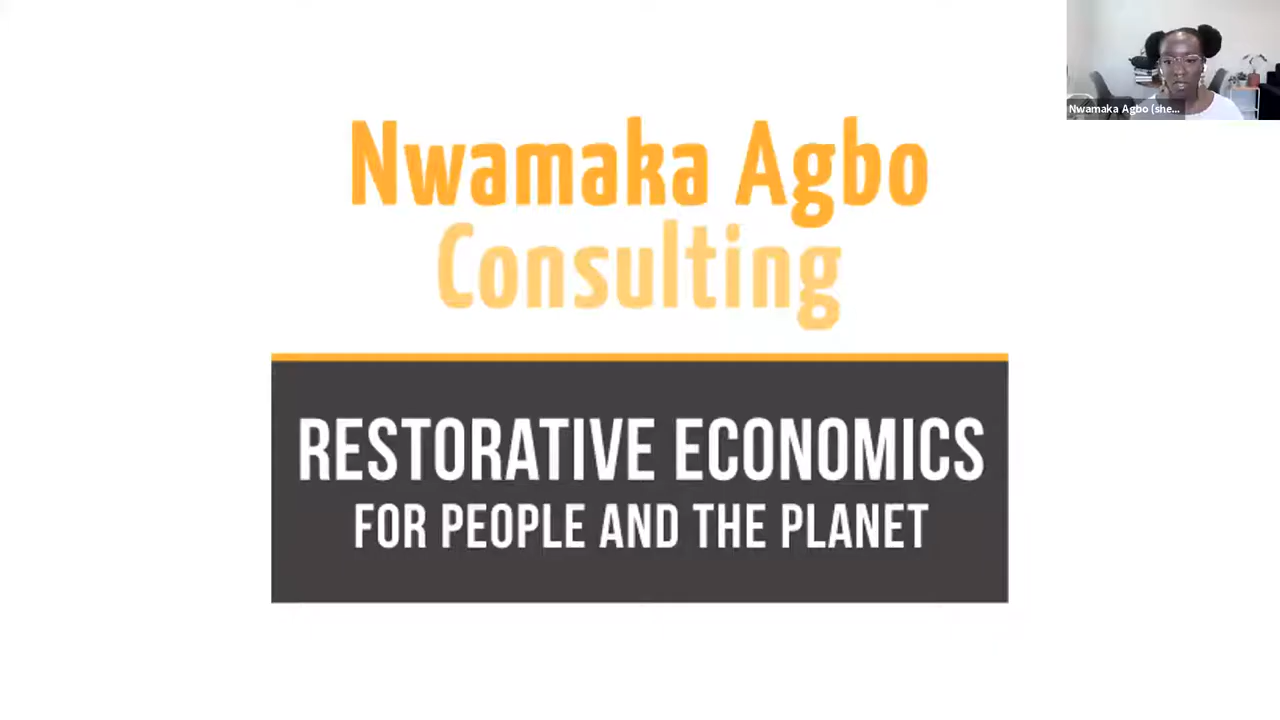 Nwamaka Agbo
Consulting
RESTORATIVE ECONOMICS
FOR PEOPLE AND THE PLANET
Nwamaka Agbo (she...